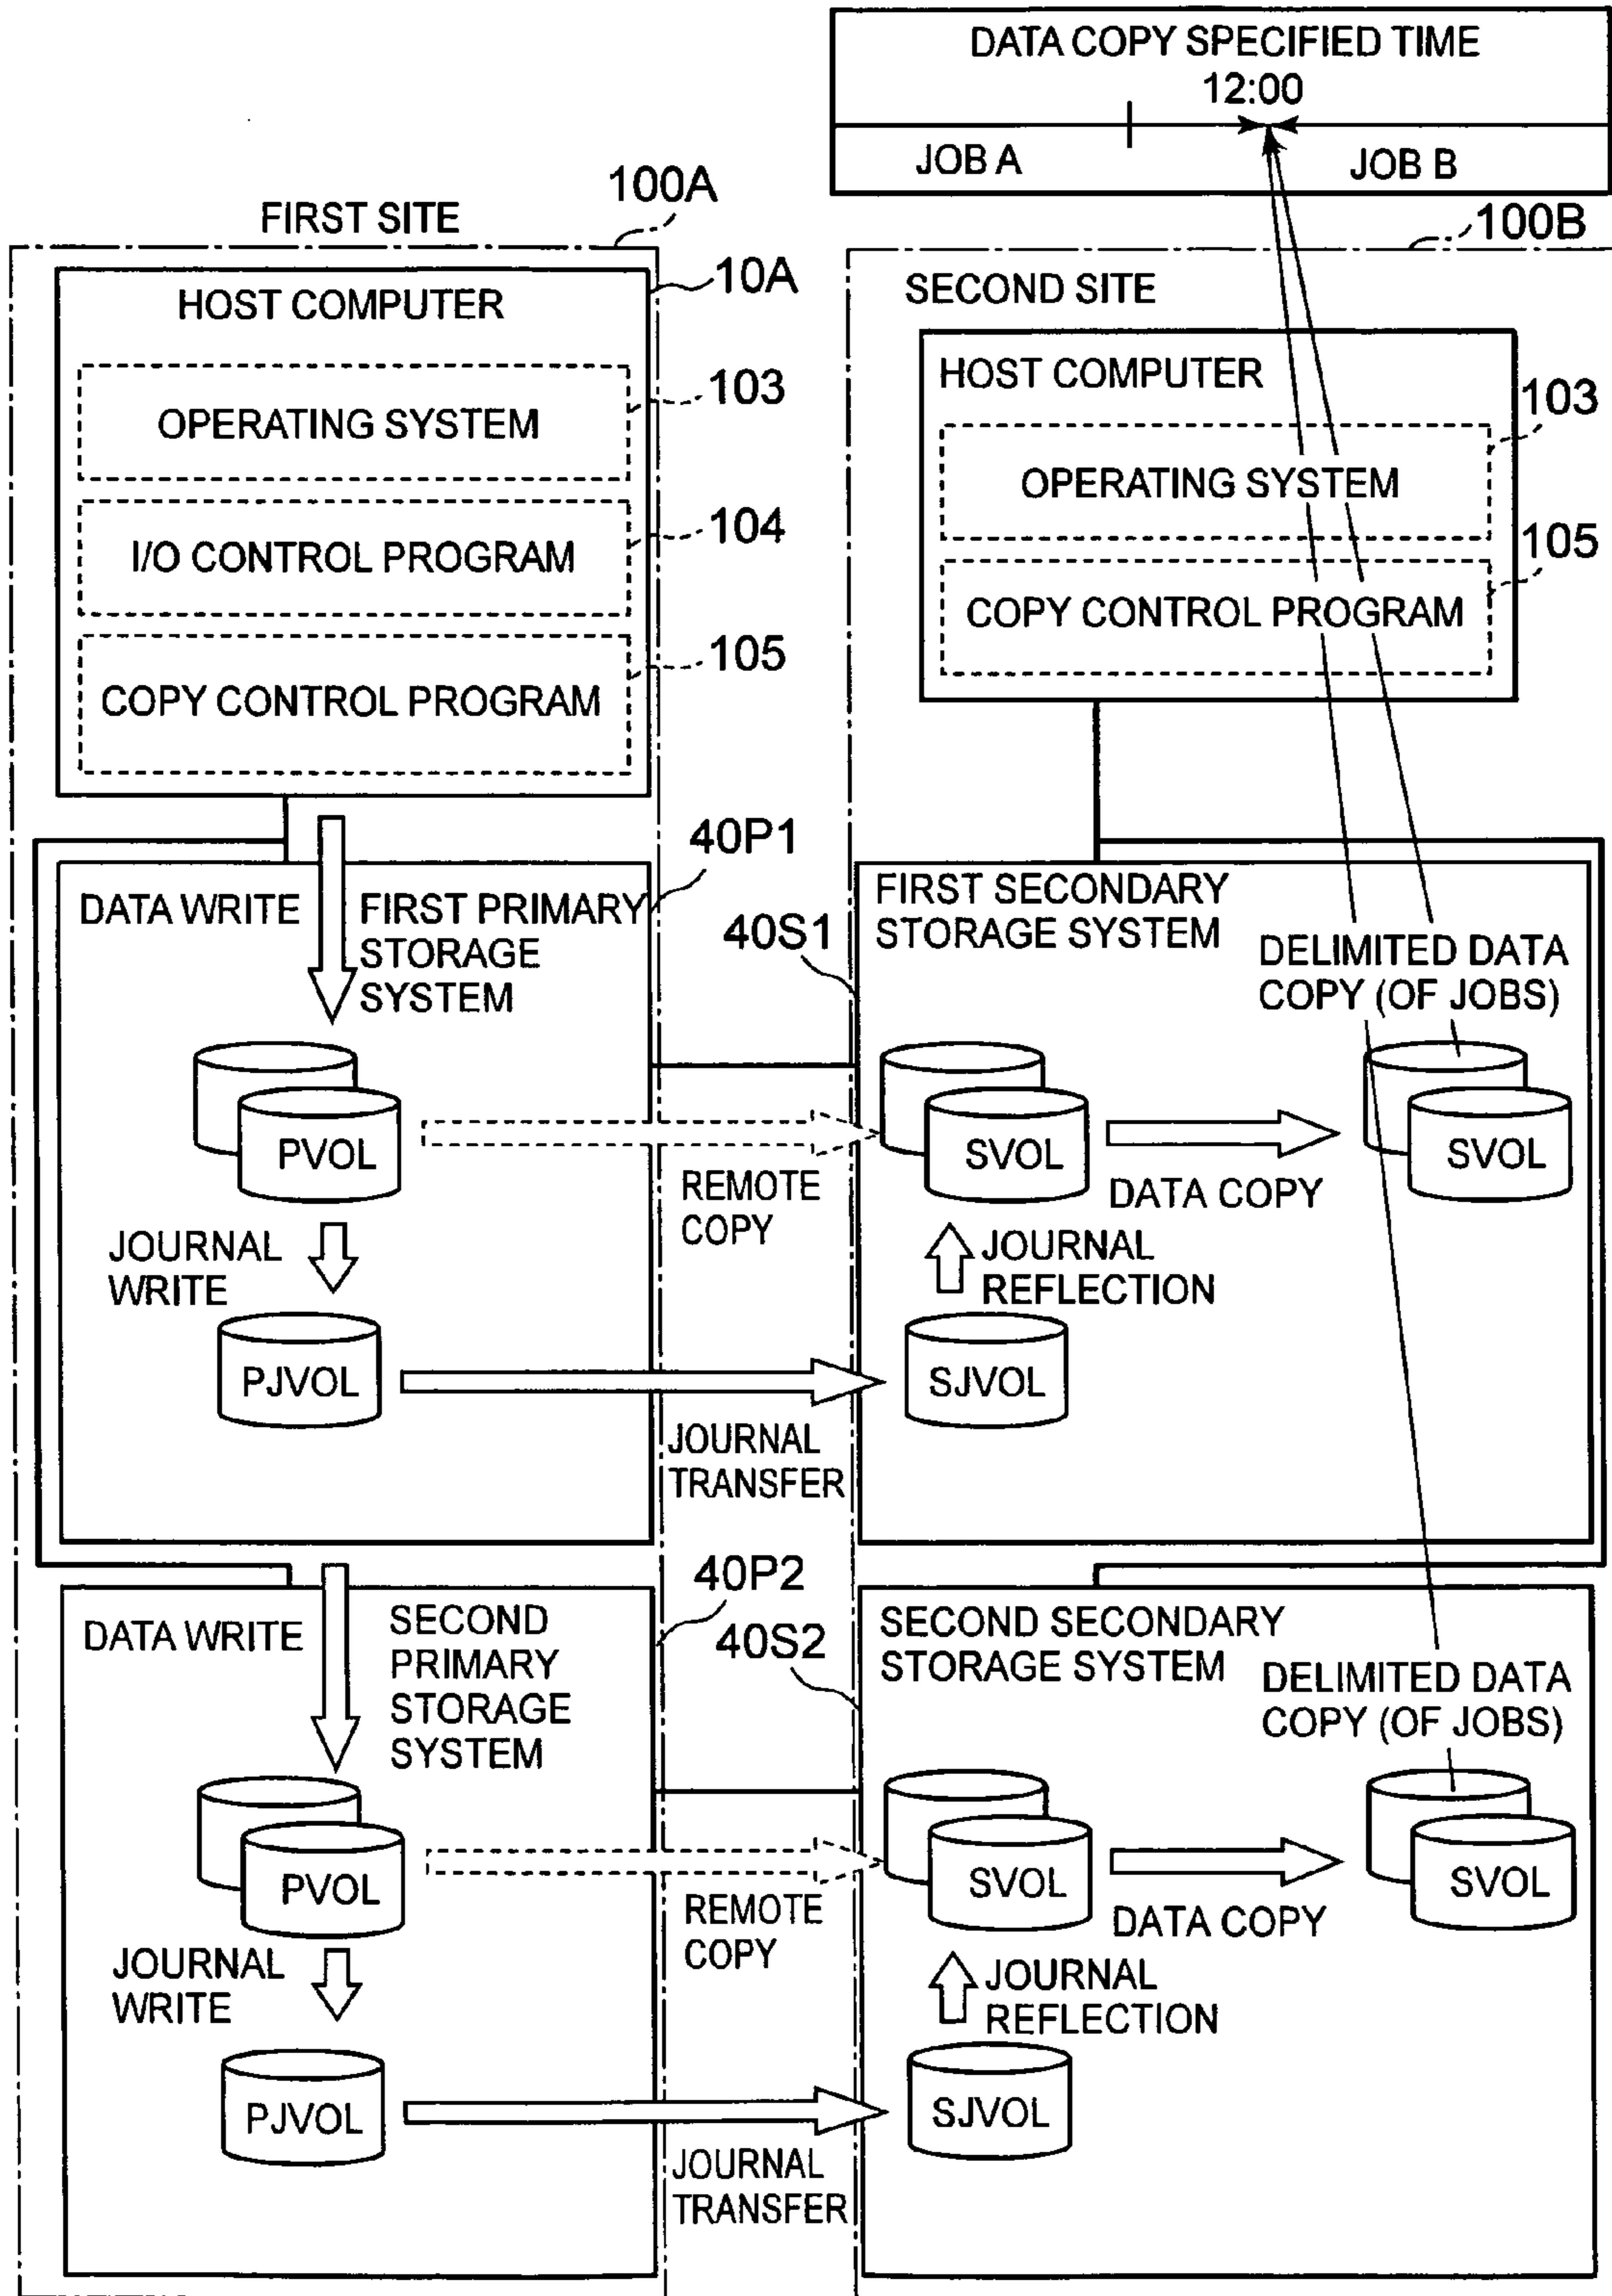 DATA COPY SPECIFIED TIME
12:00
JOB A
JOB B
100A
FIRST SITE
100B
10A
HOST COMPUTER
SECOND SITE
103
OPERATING SYSTEM
HOST COMPUTER
103
OPERATING SYSTEM
104
I/O CONTROL PROGRAM
105
COPY CONTROL PROGRAM
105
COPY CONTROL PROGRAM
40P1
DATA WRITE
FIRST PRIMARY
STORAGE
SYSTEM
40S1
FIRST SECONDARY
STORAGE SYSTEM
DELIMITED DATA
COPY (OF JOBS)
PVOL
REMOTE
COPY
SVOL
DATA COPY
SVOL
JOURNAL
WRITE
JOURNAL
REFLECTION
PJVOL
SJVOL
JOURNAL
TRANSFER
40P2
DATA WRITE
SECOND
PRIMARY
STORAGE
SYSTEM
40S2
SECOND SECONDARY
STORAGE SYSTEM
DELIMITED DATA
COPY (OF JOBS)
PVOL
REMOTE
COPY
SVOL
DATA COPY
SVOL
JOURNAL
WRITE
JOURNAL
REFLECTION
PJVOL
SJVOL
JOURNAL
TRANSFER